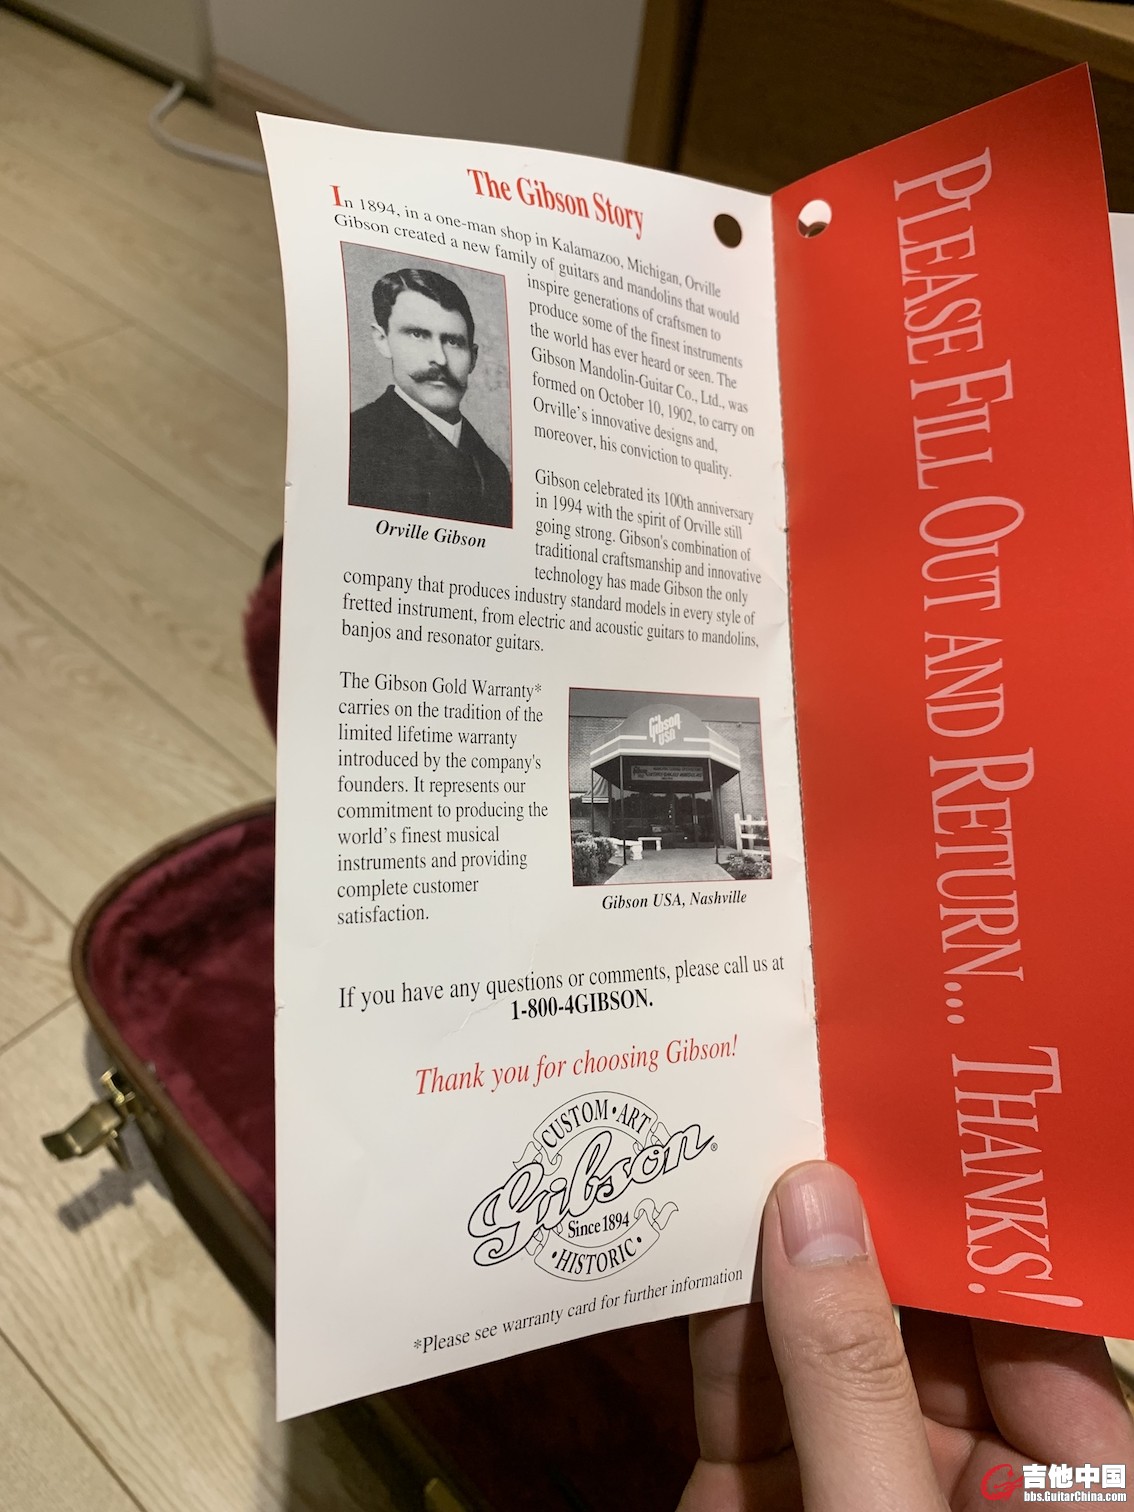 The Gibson Story
In 1894, in a one-man shop in Kalamazoo, Michigan, Orville
Gibson created a new family of guitars and mandolins that would
inspire generations of craftsmen to
produce some of the finest instruments
the world has ever heard or seen. The
Gibson Mandolin-Guitar Co., Ltd., was
formed on October 10, 1902, to carry on
Orville's innovative designs and,
moreover, his conviction to quality.
Orville Gibson
Gibson celebrated its 100th anniversary
in 1994 with the spirit of Orville still
going strong. Gibson's combination of
traditional craftsmanship and innovative
technology has made Gibson the only
company that produces industry standard models in every style of
fretted instrument, from electric and acoustic guitars to mandolins,
banjos and resonator guitars.
The Gibson Gold Warranty*
carries on the tradition of the
limited lifetime warranty
introduced by the company's
founders. It represents our
commitment to producing the
world's finest musical
instruments and providing
complete customer
satisfaction.
Gibson
USA
Gibson USA, Nashville
If you have any questions or comments, please call us at
1-800-4GIBSON.
Thank you for choosing Gibson!
CUSTOM • ART
Gibson®
Since 1894
• HISTORIC •
*Please see warranty card for further information
PLEASE FILL OUT AND RETURN... THANKS!
吉他中国
bbs.GuitarChina.com